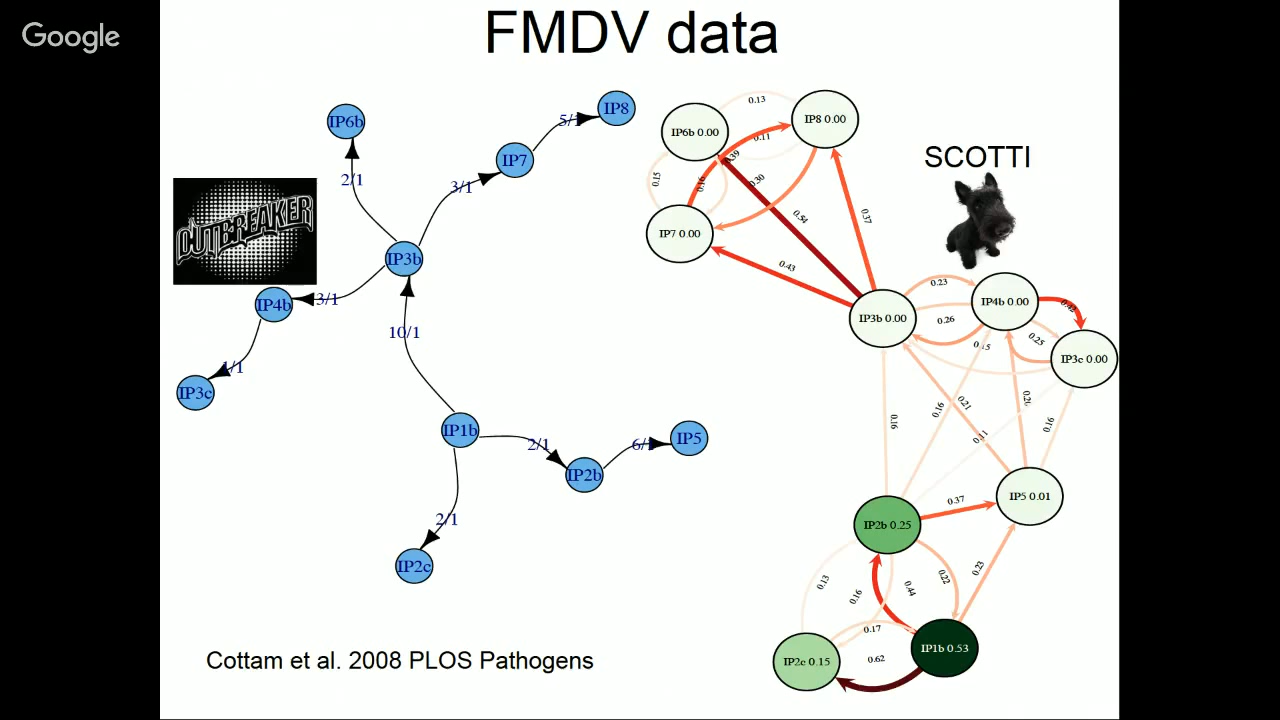 Google
FMDV data
OUTBREAKER
IP6b
IP7
IP8
5/1
2/1
3/1
IP3b
IP4b
3/1
10/1
IP3c
1/1
IP1b
2/1
IP2b
6/1
IP5
2/1
IP2c
Cottam et al. 2008 PLOS Pathogens
SCOTTI
IP6b 0.00
0.13
IP8 0.00
0.11
0.39
0.30
0.15
0.16
0.54
0.37
IP7 0.00
0.43
IP3b 0.00
0.23
IP4b 0.00
0.42
0.26
0.25
IP3c 0.00
0.16
0.16
0.21
0.16
0.11
IP2b 0.25
0.37
IP5 0.01
0.13
0.16
0.44
0.22
0.23
0.17
IP2c 0.15
0.62
IP1b 0.53